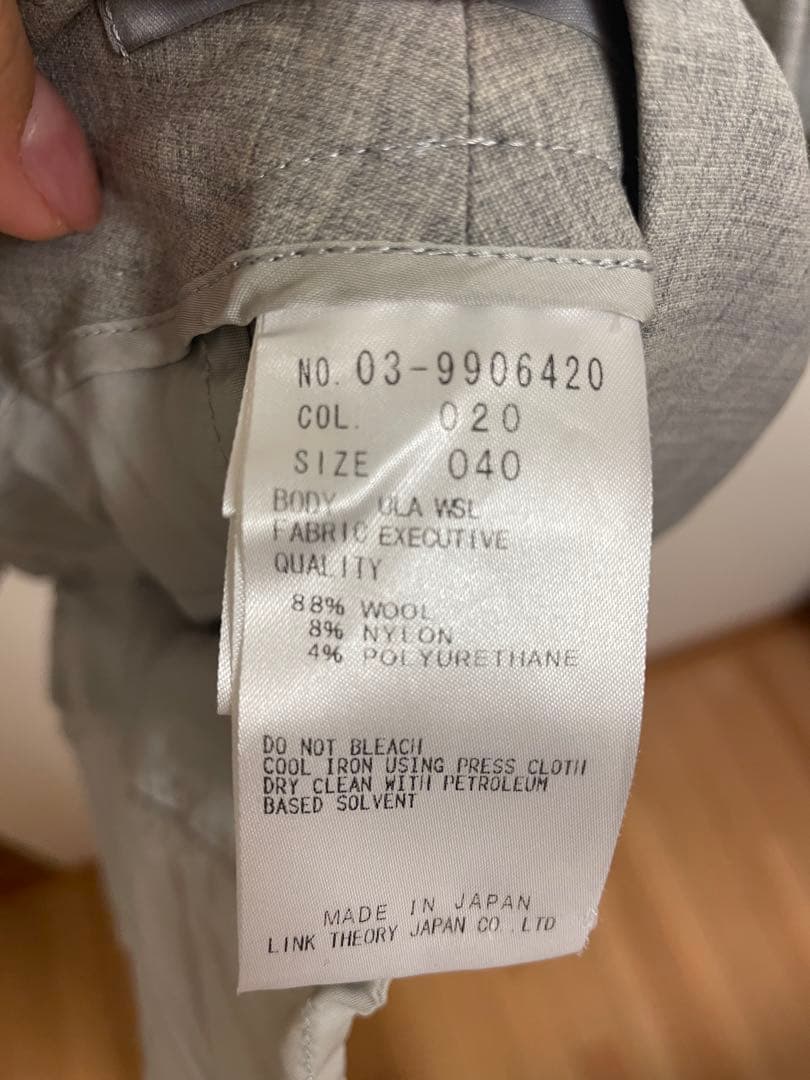 NO. 03-9906420
COL. 020
SIZE 040
BODY ULA WSL
FABRIC EXECUTIVE
QUALITY
88% WOOL
8% NYLON
4% POLYURETHANE
DO NOT BLEACH
COOL IRON USING PRESS CLOTH
DRY CLEAN WITH PETROLEUM
BASED SOLVENT
MADE IN JAPAN
LINK THEORY JAPAN CO.,LTD